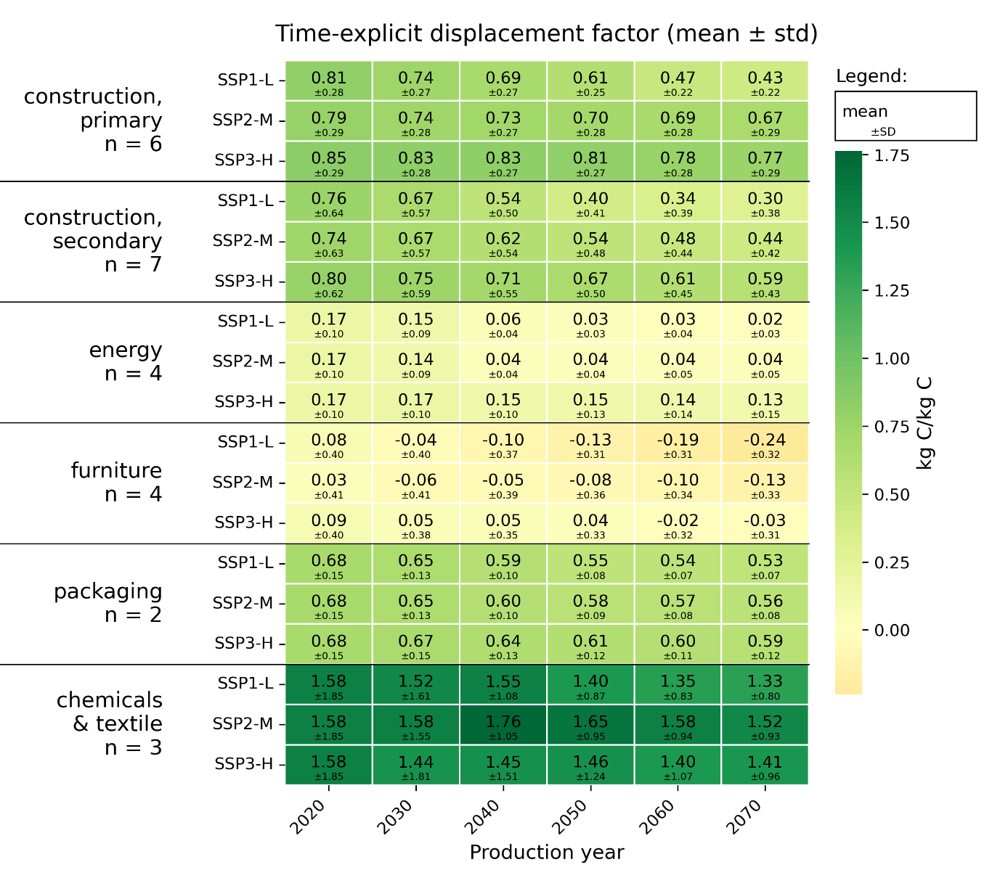 Time-explicit displacement factor (mean ± std)
construction,
primary
n = 6
SSP1-L 0.81 0.74 0.69 0.61 0.47 0.43
±0.28 ±0.27 ±0.27 ±0.25 ±0.22 ±0.22
SSP2-M 0.79 0.74 0.73 0.70 0.69 0.67
±0.29 ±0.28 ±0.27 ±0.28 ±0.28 ±0.29
SSP3-H 0.85 0.83 0.83 0.81 0.78 0.77
±0.29 ±0.28 ±0.27 ±0.27 ±0.28 ±0.29
construction,
secondary
n = 7
SSP1-L 0.76 0.67 0.54 0.40 0.34 0.30
±0.64 ±0.57 ±0.50 ±0.41 ±0.39 ±0.38
SSP2-M 0.74 0.67 0.62 0.54 0.48 0.44
±0.63 ±0.57 ±0.54 ±0.48 ±0.44 ±0.42
SSP3-H 0.80 0.75 0.71 0.67 0.61 0.59
±0.62 ±0.59 ±0.55 ±0.50 ±0.45 ±0.43
energy
n = 4
SSP1-L 0.17 0.15 0.06 0.03 0.03 0.02
±0.10 ±0.09 ±0.04 ±0.03 ±0.04 ±0.03
SSP2-M 0.17 0.14 0.04 0.04 0.04 0.04
±0.10 ±0.09 ±0.04 ±0.04 ±0.05 ±0.05
SSP3-H 0.17 0.17 0.15 0.15 0.14 0.13
±0.10 ±0.10 ±0.10 ±0.13 ±0.14 ±0.15
furniture
n = 4
SSP1-L 0.08 -0.04 -0.10 -0.13 -0.19 -0.24
±0.40 ±0.40 ±0.37 ±0.31 ±0.31 ±0.32
SSP2-M 0.03 -0.06 -0.05 -0.08 -0.10 -0.13
±0.41 ±0.41 ±0.39 ±0.36 ±0.34 ±0.33
SSP3-H 0.09 0.05 0.05 0.04 -0.02 -0.03
±0.40 ±0.38 ±0.35 ±0.33 ±0.32 ±0.31
packaging
n = 2
SSP1-L 0.68 0.65 0.59 0.55 0.54 0.53
±0.15 ±0.13 ±0.10 ±0.08 ±0.07 ±0.07
SSP2-M 0.68 0.65 0.60 0.58 0.57 0.56
±0.15 ±0.13 ±0.10 ±0.09 ±0.08 ±0.08
SSP3-H 0.68 0.67 0.64 0.61 0.60 0.59
±0.15 ±0.15 ±0.13 ±0.12 ±0.11 ±0.12
chemicals
& textile
n = 3
SSP1-L 1.58 1.52 1.55 1.40 1.35 1.33
±1.85 ±1.61 ±1.08 ±0.87 ±0.83 ±0.80
SSP2-M 1.58 1.58 1.76 1.65 1.58 1.52
±1.85 ±1.55 ±1.05 ±0.95 ±0.94 ±0.93
SSP3-H 1.58 1.44 1.45 1.46 1.40 1.41
±1.85 ±1.81 ±1.51 ±1.24 ±1.07 ±0.96
2020 2030 2040 2050 2060 2070
Production year
Legend:
mean
±SD
1.75
1.50
1.25
1.00
0.75
0.50
0.25
0.00
kg C/kg C